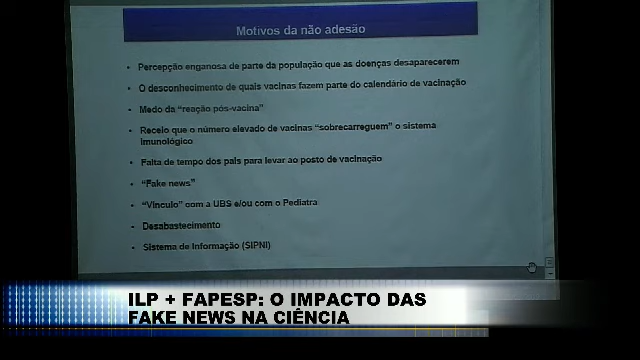 Motivos da não adesão
• Percepção enganosa de parte da população que as doenças desapareceram
• O desconhecimento de quais vacinas fazem parte do calendário de vacinação
• Medo da "reação pós-vacina"
• Receio que o número elevado de vacinas "sobrecarreguem" o sistema
imunológico
• Falta de tempo dos pais para levar ao posto de vacinação
• "Fake news"
• "Vínculo" com a UBS e/ou com o Pediatra
• Desabastecimento
• Sistema de Informação (SIPNI)
ILP + FAPESP: O IMPACTO DAS
FAKE NEWS NA CIÊNCIA